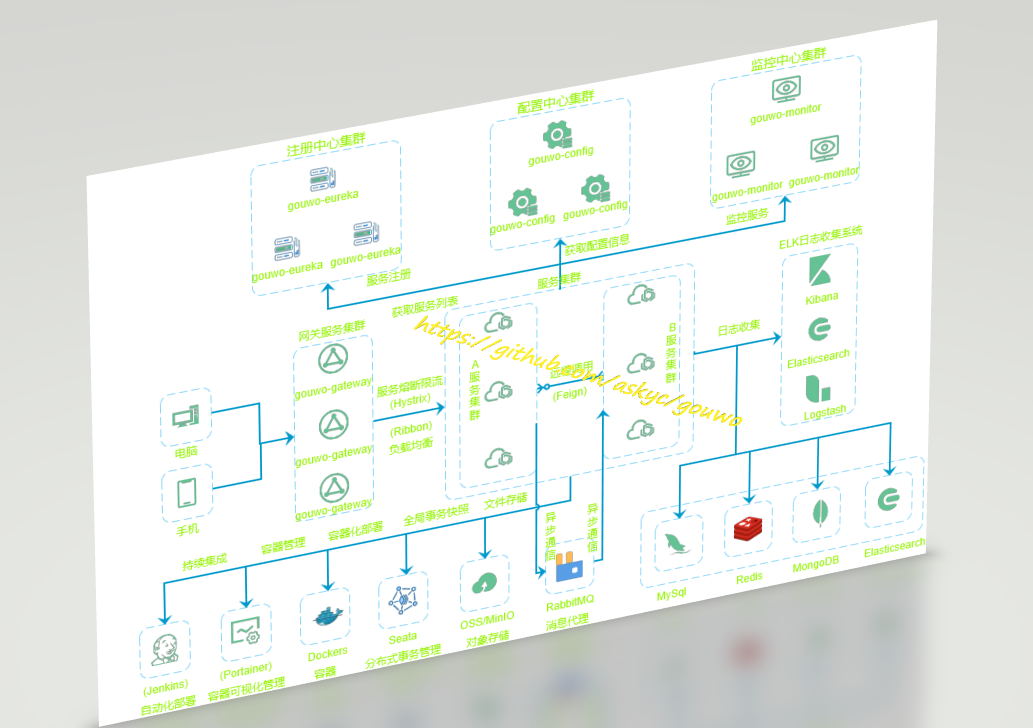 监控中心集群
gouwo-monitor
gouwo-monitor
gouwo-monitor
配置中心集群
gouwo-config
gouwo-config
gouwo-config
注册中心集群
gouwo-eureka
gouwo-eureka
gouwo-eureka
监控服务
获取配置信息
服务注册
获取服务列表
服务集群
ELK日志收集系统
Kibana
Elasticsearch
Logstash
日志收集
网关服务集群
gouwo-gateway
gouwo-gateway
gouwo-gateway
服务熔断限流
(Hystrix)
(Ribbon)
负载均衡
A服务集群
远程调用
(Feign)
B服务集群
https://github.com/askyc/gouwo
电脑
手机
异步通信
异步通信
持续集成
容器管理
容器化部署
全局事务快照
文件存储
(Jenkins)
自动化部署
(Portainer)
容器可视化管理
Dockers
容器
Seata
分布式事务管理
OSS/MinIO
对象存储
RabbitMQ
消息代理
MySql
Redis
MongoDB
Elasticsearch